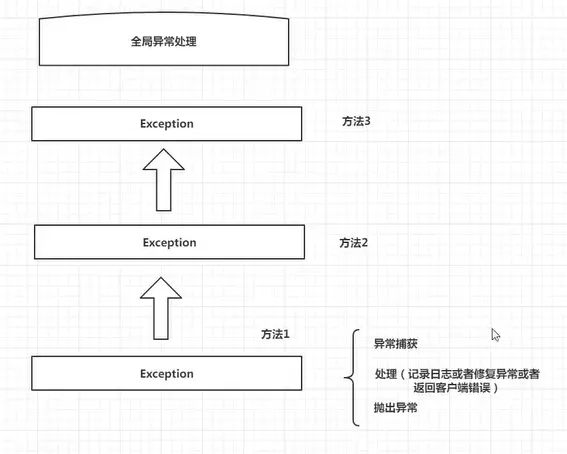 全局异常处理
Exception
方法3
Exception
方法2
方法1
Exception
异常捕获
处理（记录日志或者修复异常或者
返回客户端错误）
抛出异常